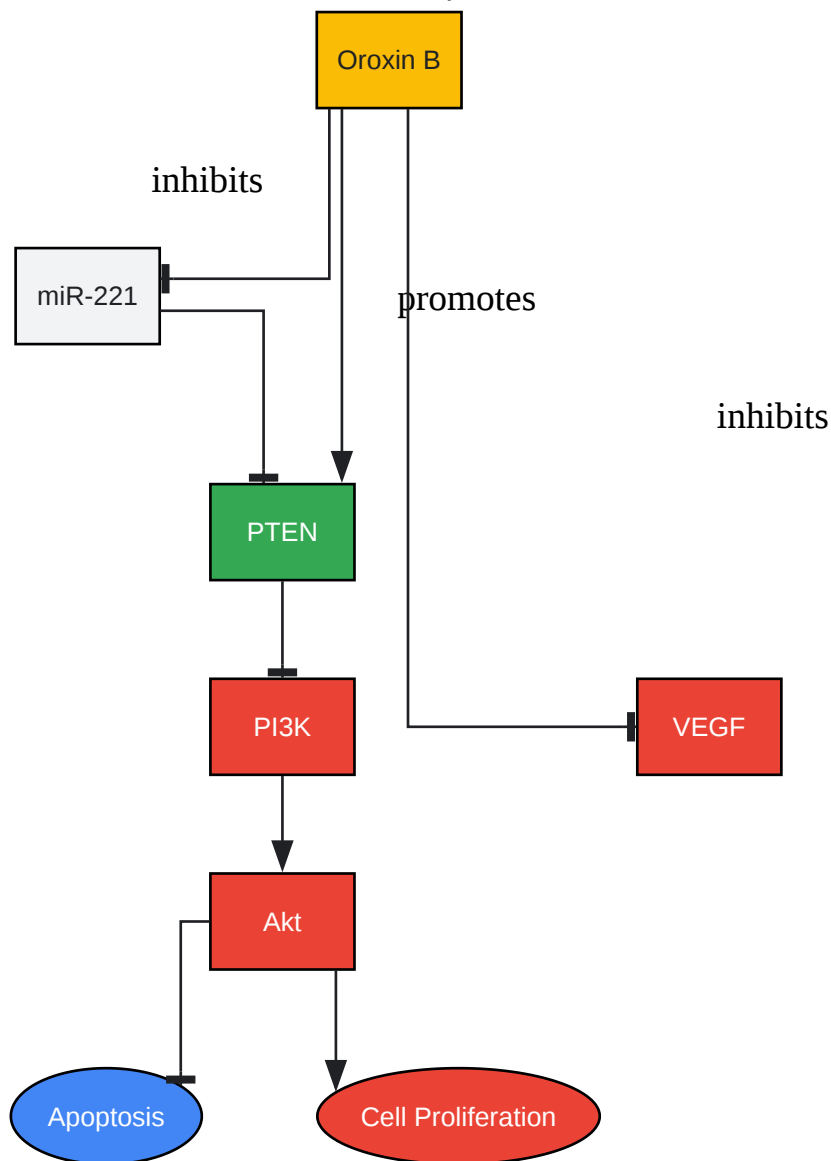 Oroxin B
inhibits
miR-221
promotes
inhibits
PTEN
PI3K
VEGF
Akt
Apoptosis
Cell Proliferation